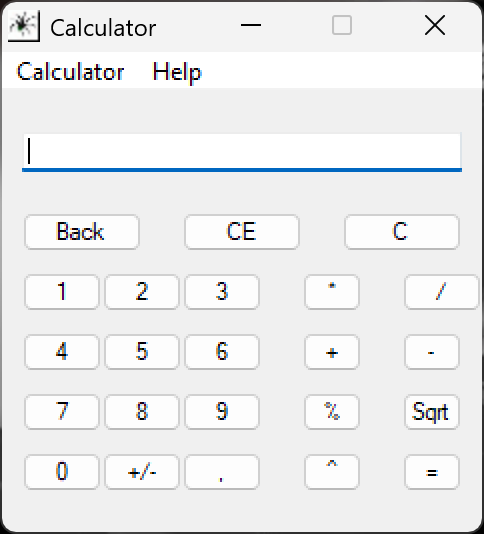 Calculator
Calculator Help
Back CE C
1 2 3 * /
4 5 6 + -
7 8 9 % Sqrt
0 +/- , ^ =